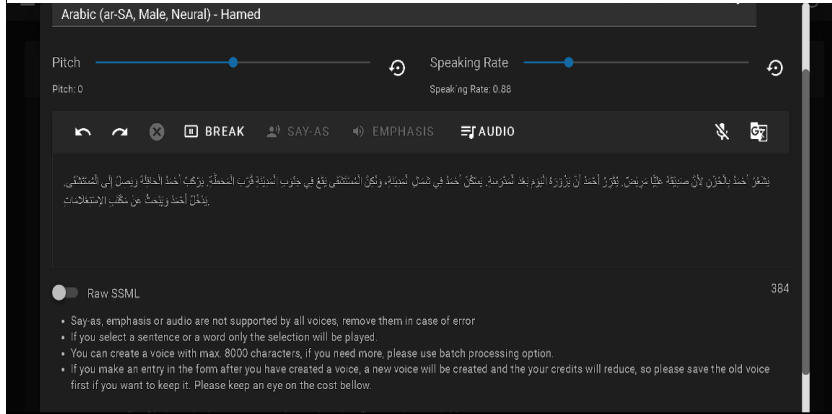 Arabic (ar-SA, Male, Neural) - Hamed
Pitch
Speaking Rate
Pitch: 0
Speaking Rate: 0.88
BREAK
SAY-AS
EMPHASIS
AUDIO
يَشْعُرُ أَحْمَدُ بِالْحُزْنِ لِأَنَّ صَدِيقَهُ عَلِيًّا مَرِيضٌ. يُقَرِّرُ أَحْمَدُ أَنْ يَزُورَهُ الْيَوْمَ بَعْدَ الْمَدْرَسَةِ. يَسْكُنُ أَحْمَدُ فِي شَمَالِ الْمَدِينَةِ، وَلَكِنَّ الْمُسْتَشْفَى يَقَعُ فِي جَنُوبِ الْمَدِينَةِ قُرْبَ الْمَحَطَّةِ. يَرْكَبُ أَحْمَدُ الْحَافِلَةَ وَيَصِلُ إِلَى الْمُسْتَشْفَى.
يَدْخُلُ أَحْمَدُ وَيَبْحَثُ عَنْ مَكْتَبِ الِاسْتِعْلَامَاتِ.
Raw SSML
384
Say-as, emphasis or audio are not supported by all voices, remove them in case of error
If you select a sentence or a word only the selection will be played.
You can create a voice with max. 8000 characters, if you need more, please use batch processing option.
If you make an entry in the form after you have created a voice, a new voice will be created and the your credits will reduce, so please save the old voice
first if you want to keep it. Please keep an eye on the cost bellow.